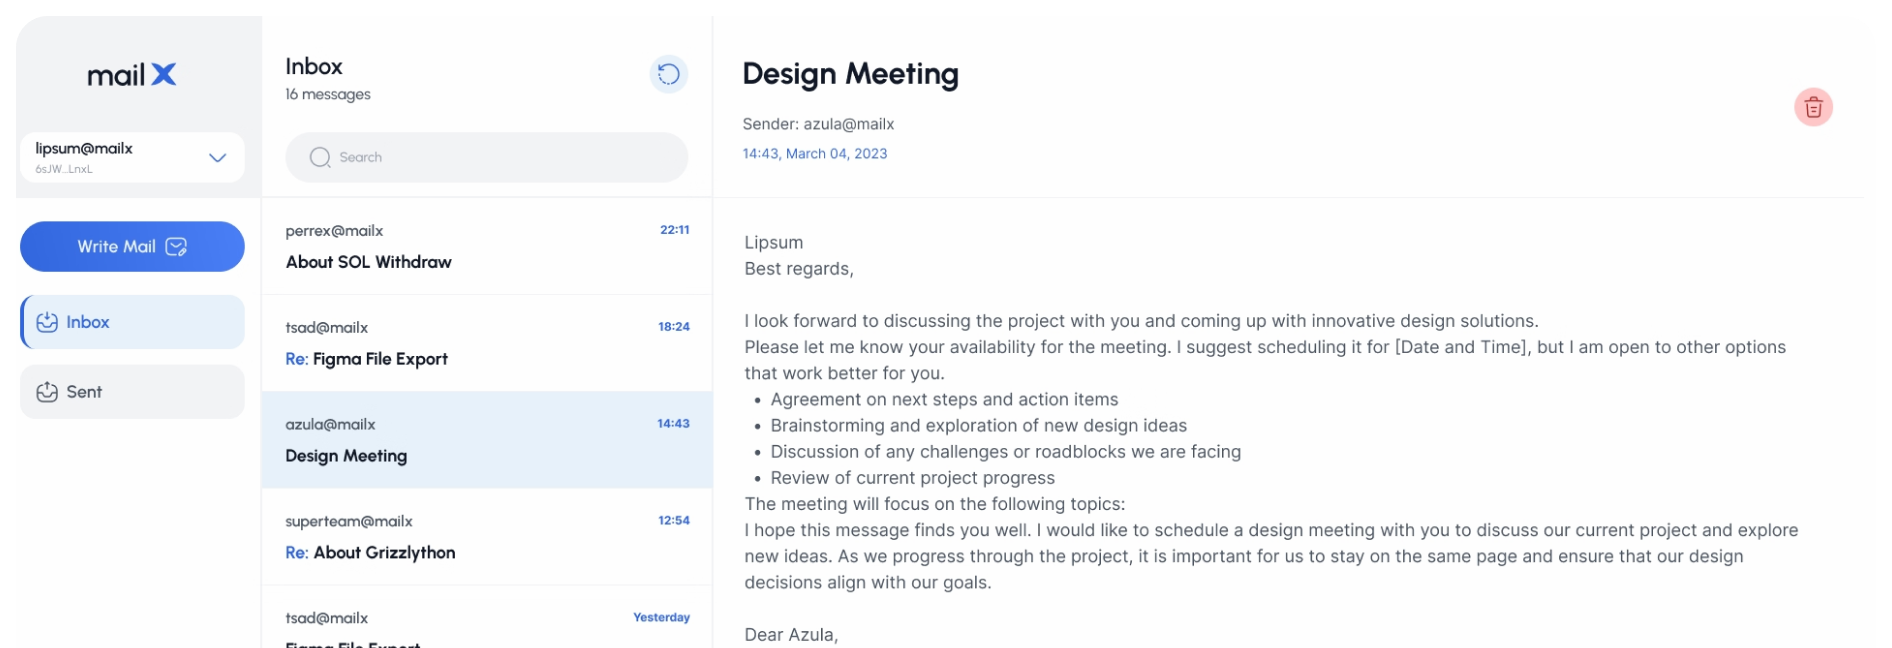 mail X
lipsum@mailx
6sJW...LnxL
Write Mail
Inbox
Sent
Inbox
16 messages
Search
perrex@mailx
22:11
About SOL Withdraw
tsad@mailx
18:24
Re: Figma File Export
azula@mailx
14:43
Design Meeting
superteam@mailx
12:54
Re: About Grizzlython
tsad@mailx
Yesterday
Figma File Export
Design Meeting
Sender: azula@mailx
14:43, March 04, 2023
Lipsum
Best regards,
I look forward to discussing the project with you and coming up with innovative design solutions.
Please let me know your availability for the meeting. I suggest scheduling it for [Date and Time], but I am open to other options
that work better for you.
• Agreement on next steps and action items
• Brainstorming and exploration of new design ideas
• Discussion of any challenges or roadblocks we are facing
• Review of current project progress
The meeting will focus on the following topics:
I hope this message finds you well. I would like to schedule a design meeting with you to discuss our current project and explore
new ideas. As we progress through the project, it is important for us to stay on the same page and ensure that our design
decisions align with our goals.
Dear Azula,